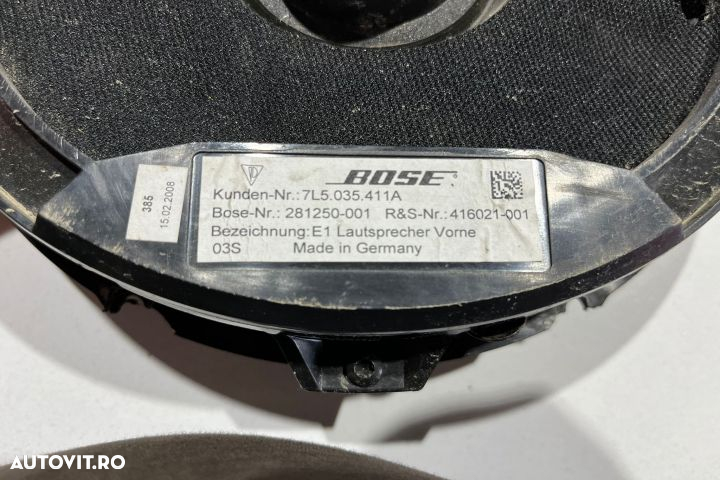 BOSE
Kunden-Nr.:7L5.035.411A
Bose-Nr.: 281250-001 R&S-Nr.:416021-001
Bezeichnung:E1 Lautsprecher Vorne
03S Made in Germany
385
15.02.2008
AUTOVIT.RO